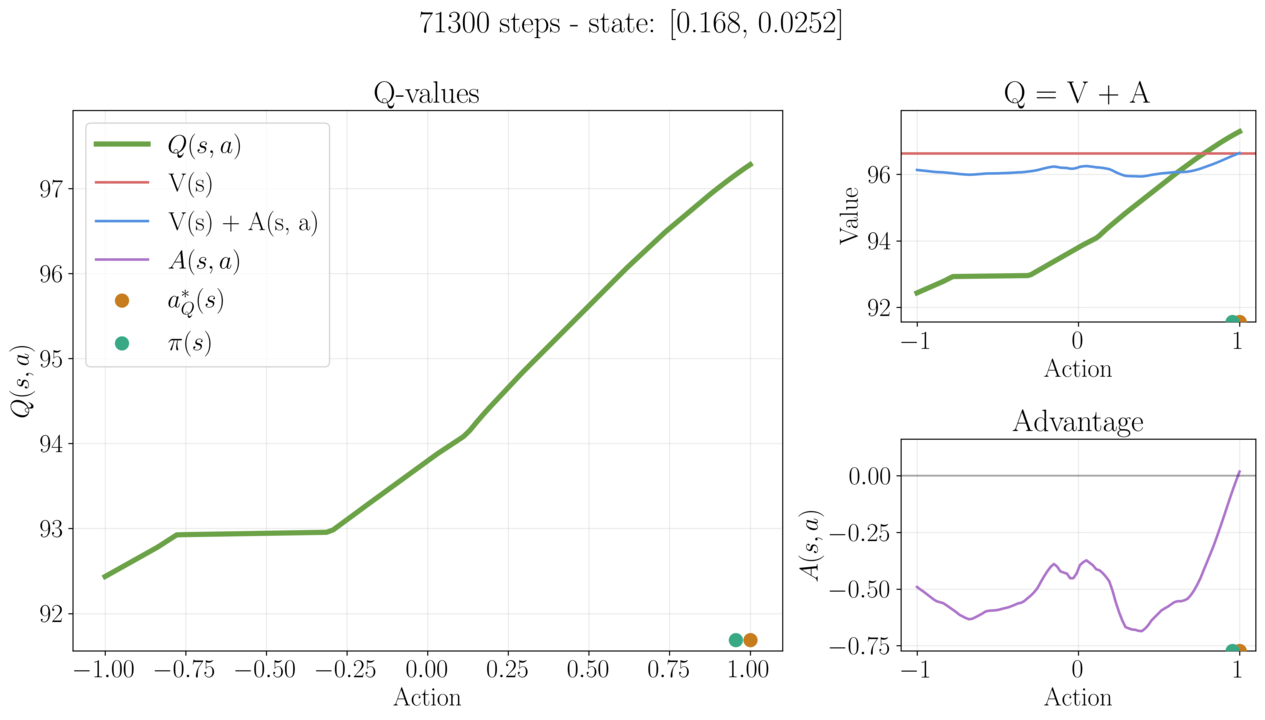 71300 steps - state: [0.168, 0.0252]
Q-values
Q(s, a)
V(s)
V(s) + A(s, a)
A(s, a)
a*Q(s)
π(s)
97
96
95
94
93
92
Q(s, a)
−1.00 −0.75 −0.50 −0.25 0.00 0.25 0.50 0.75 1.00
Action
Q = V + A
96
94
92
Value
−1 0 1
Action
Advantage
0.00
−0.25
−0.50
−0.75
A(s, a)
−1 0 1
Action